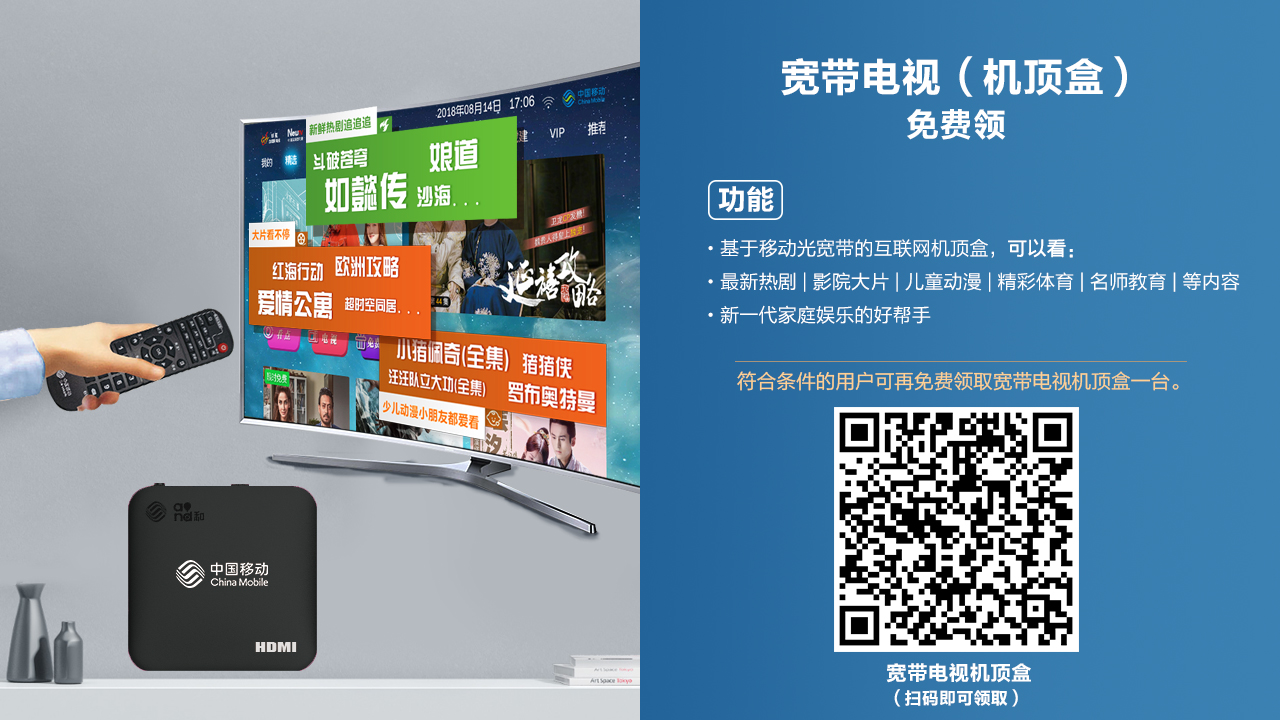 2018年08月14日 17:06
中国移动
China Mobile
新鲜热剧追追追
VIP
推荐
我的
精选
斗破苍穹
娘道
如懿传
沙海...
大片看不停
红海行动
欧洲攻略
爱情公寓
超时空同居...
延禧攻略
小猪佩奇(全集)
猪猪侠
汪汪队立大功(全集)
罗布奥特曼
少儿动漫小朋友都爱看
and和
中国移动
China Mobile
HDMI
中国移动
Art Space Tokyo
宽带电视（机顶盒）
免费领
功能
• 基于移动光宽带的互联网机顶盒，可以看：
• 最新热剧 | 影院大片 | 儿童动漫 | 精彩体育 | 名师教育 | 等内容
• 新一代家庭娱乐的好帮手
符合条件的用户可再免费领取宽带电视机顶盒一台。
宽带电视机顶盒
（扫码即可领取）